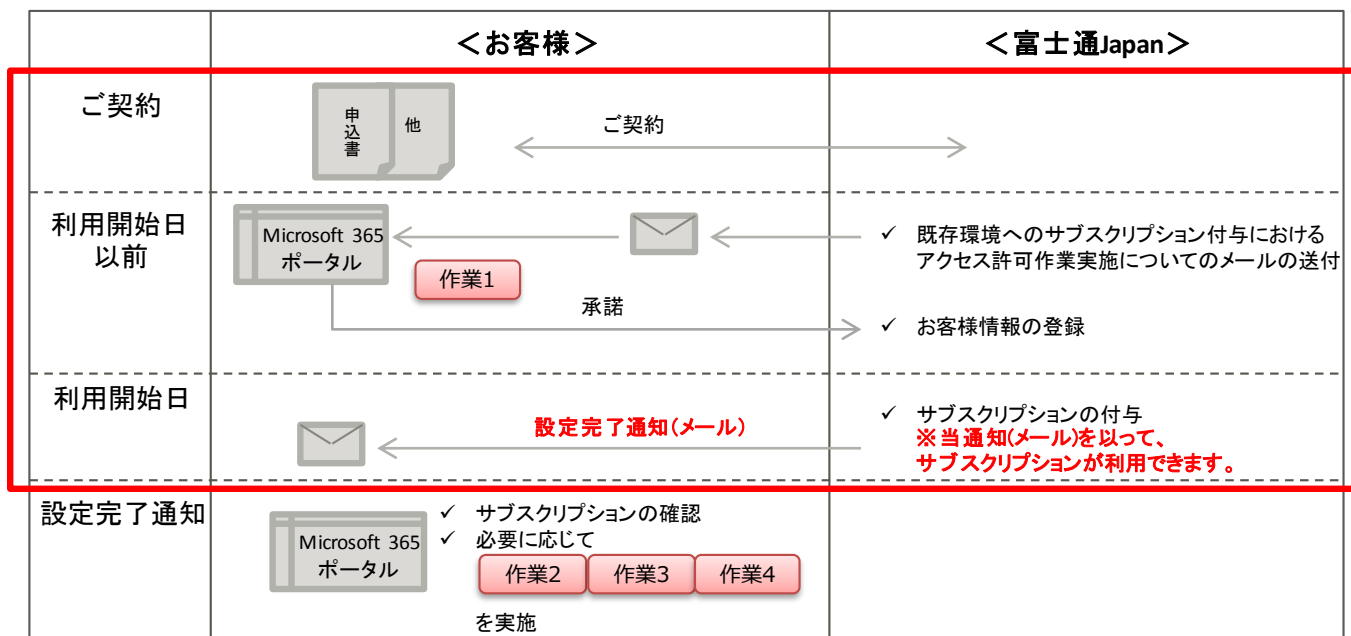 ＜お客様＞
＜富士通Japan＞
ご契約
申込書
他
ご契約
利用開始日
以前
Microsoft 365
ポータル
作業1
承諾
✓ 既存環境へのサブスクリプション付与における
アクセス許可作業実施についてのメールの送付
✓ お客様情報の登録
利用開始日
設定完了通知(メール)
✓ サブスクリプションの付与
※当通知(メール)を以って、
サブスクリプションが利用できます。
設定完了通知
Microsoft 365
ポータル
✓ サブスクリプションの確認
✓ 必要に応じて
作業2 作業3 作業4
を実施